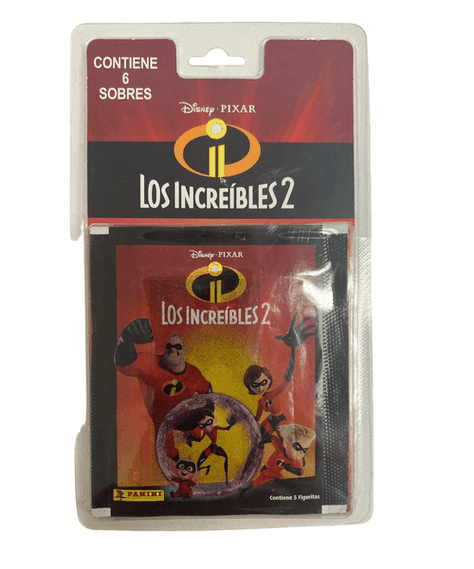 CONTIENE
6
SOBRES
Disney · PIXAR
LOS INCREÍBLES 2
Disney · PIXAR
LOS INCREÍBLES 2
PANINI
Contiene 5 Figuritas